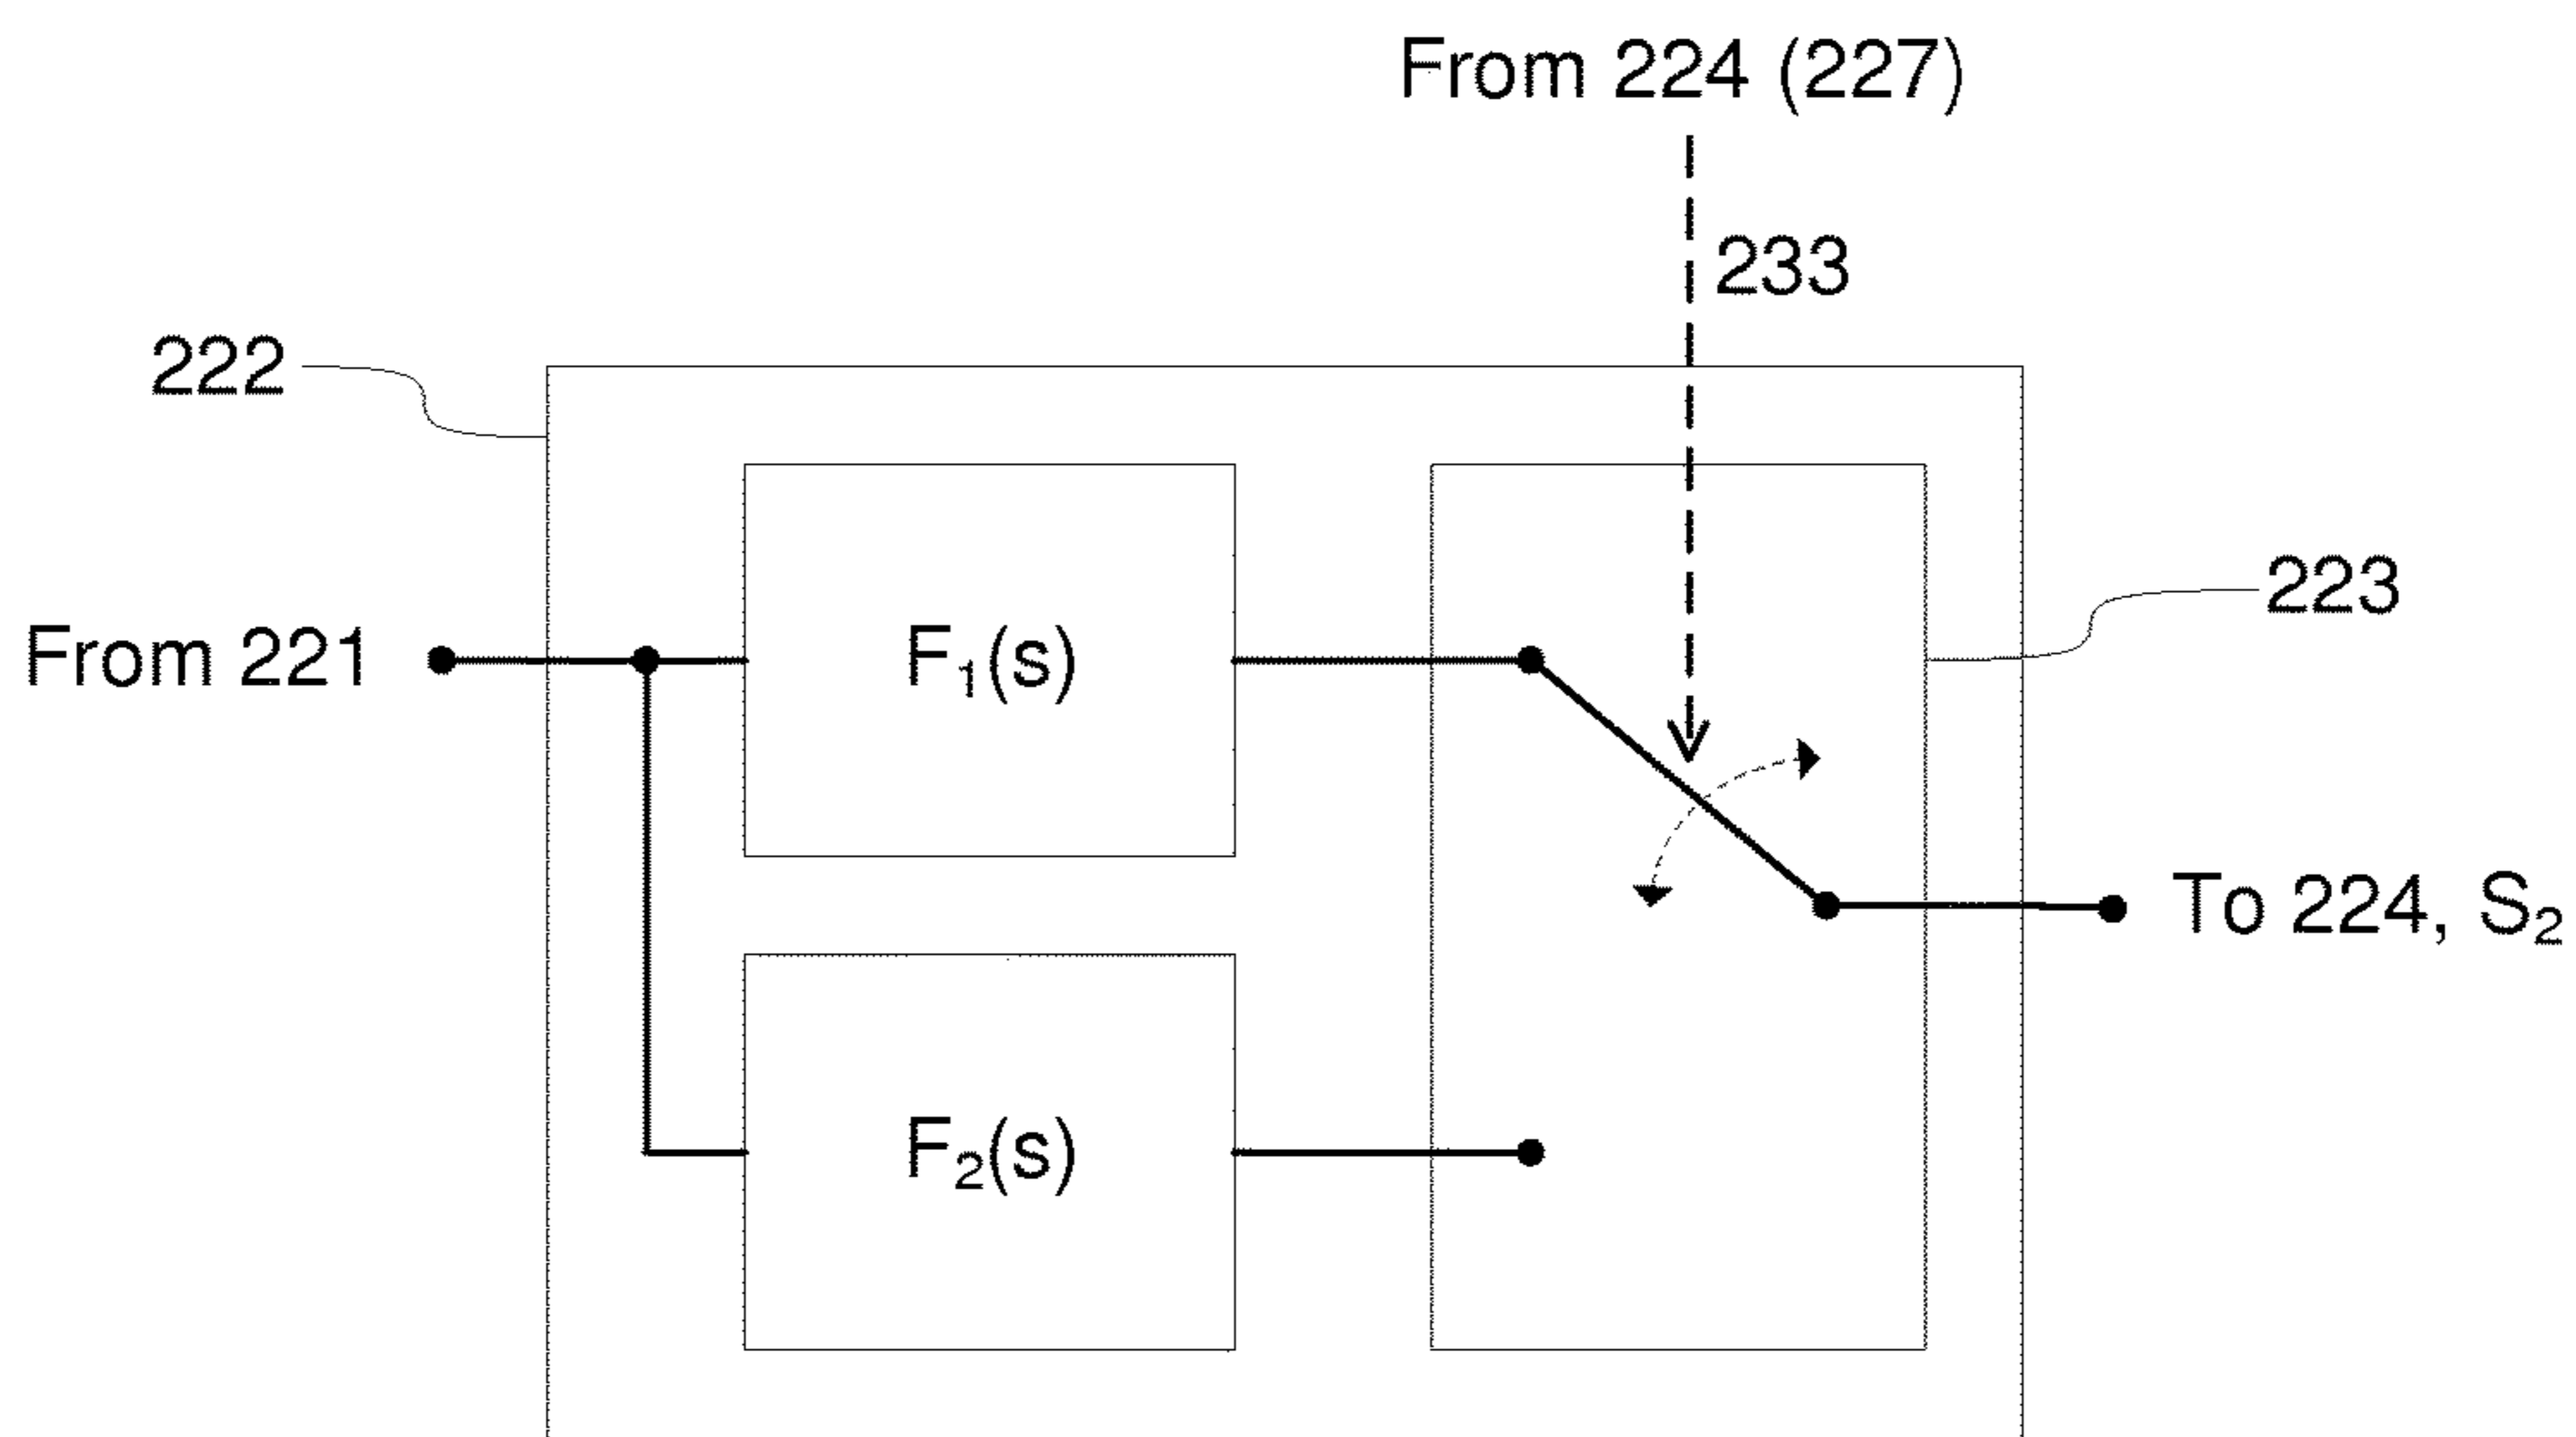 From 224 (227)
233
222
223
From 221
F₁(s)
To 224, S₂
F₂(s)